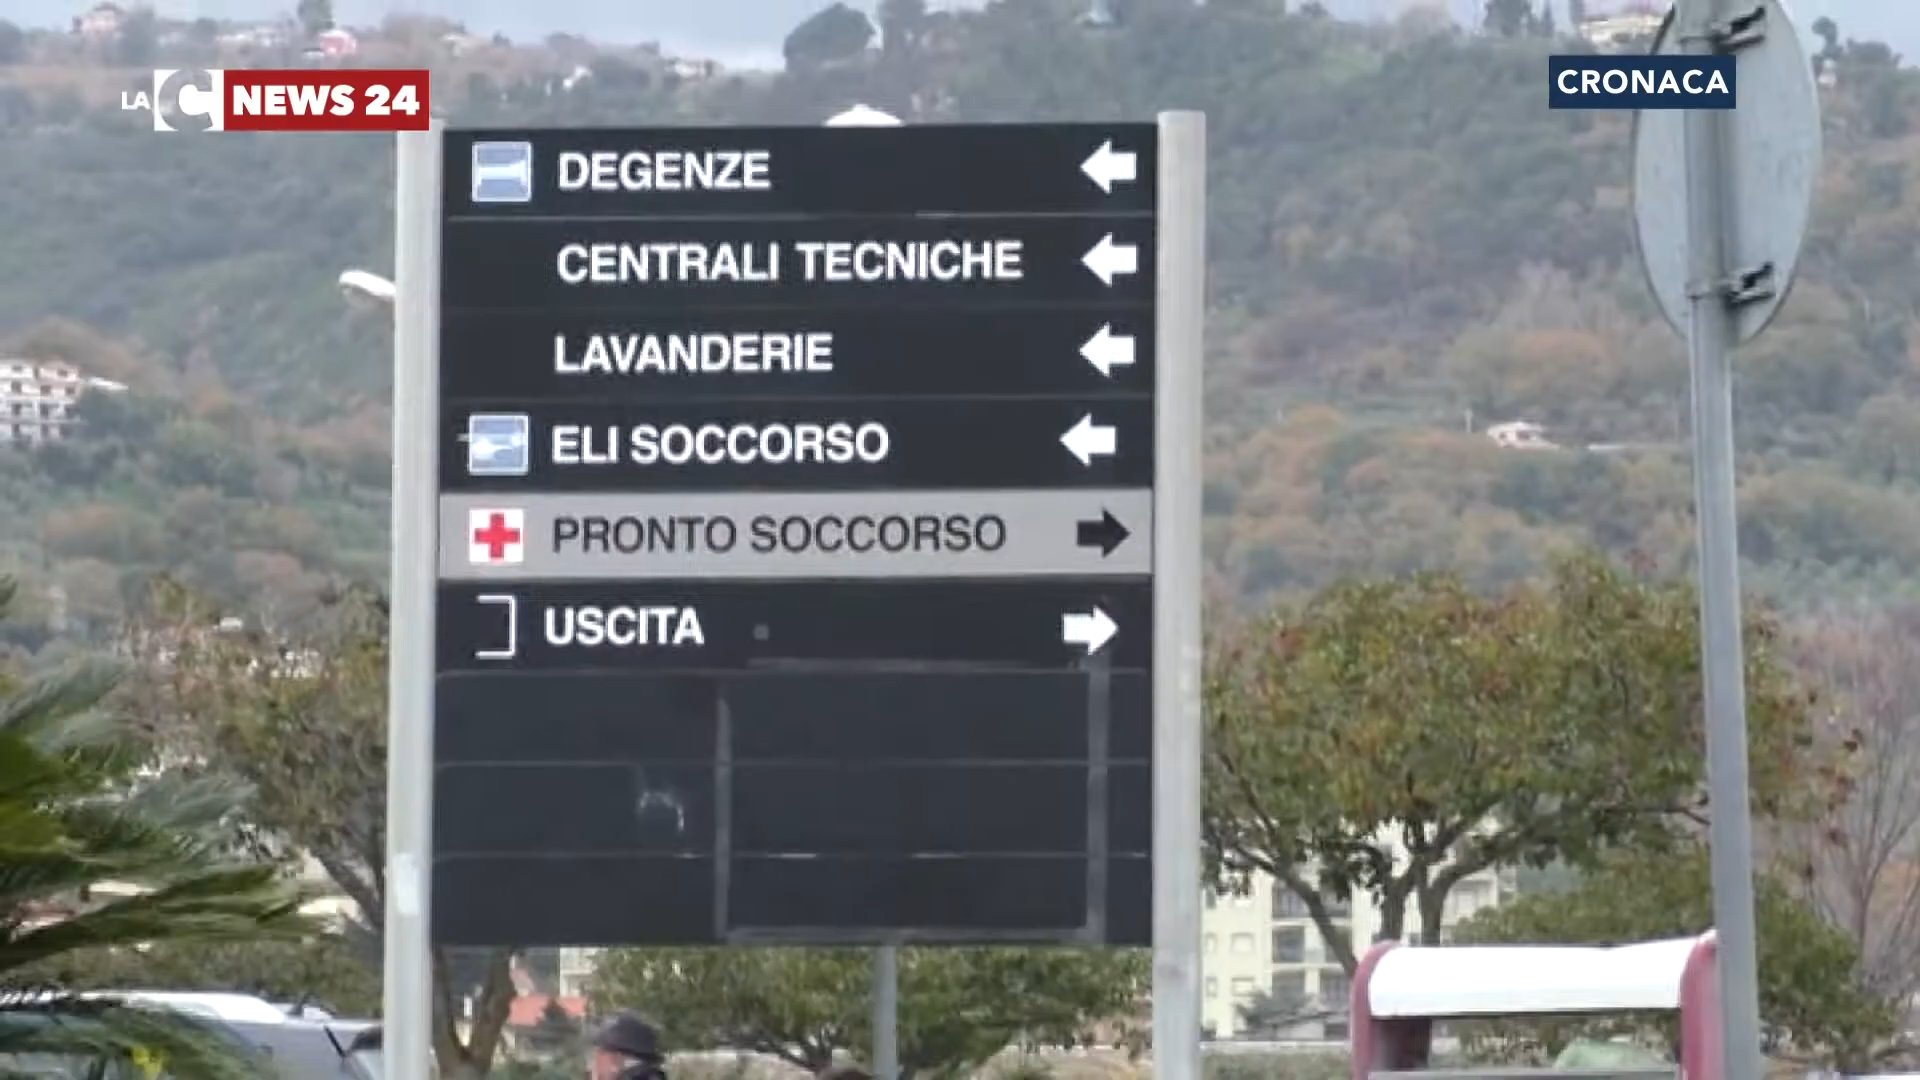 LA C NEWS 24
CRONACA
DEGENZE
CENTRALI TECNICHE
LAVANDERIE
ELI SOCCORSO
PRONTO SOCCORSO
USCITA